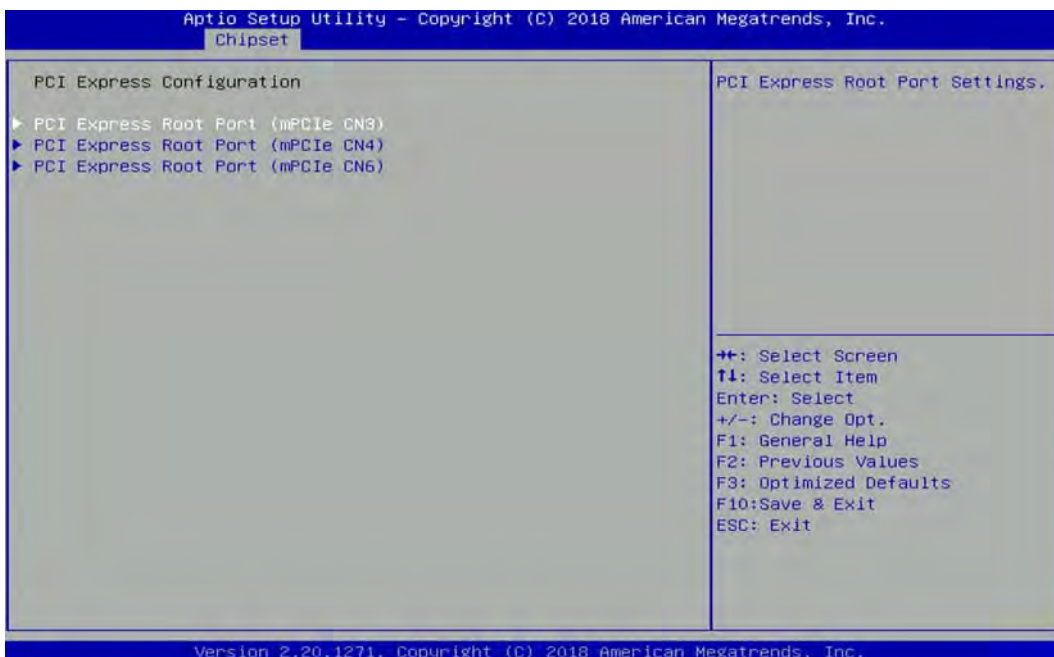 Aptio Setup Utility – Copyright (C) 2018 American Megatrends, Inc.
Chipset
PCI Express Configuration
▶ PCI Express Root Port (mPCIe CN3)
▶ PCI Express Root Port (mPCIe CN4)
▶ PCI Express Root Port (mPCIe CN6)
PCI Express Root Port Settings.
→←: Select Screen
↑↓: Select Item
Enter: Select
+/-: Change Opt.
F1: General Help
F2: Previous Values
F3: Optimized Defaults
F10:Save & Exit
ESC: Exit
Version 2.20.1271. Copyright (C) 2018 American Megatrends, Inc.